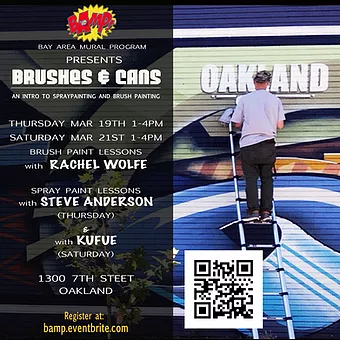 BAMP!
BAY AREA MURAL PROGRAM
PRESENTS
BRUSHES & CANS
AN INTRO TO SPRAYPAINTING AND BRUSH PAINTING
THURSDAY MAR 19TH 1-4PM
SATURDAY MAR 21ST 1-4PM
BRUSH PAINT LESSONS
with RACHEL WOLFE
SPRAY PAINT LESSONS
with STEVE ANDERSON
(THURSDAY)
&
with KUFUE
(SATURDAY)
1300 7TH STEET
OAKLAND
Register at:
bamp.eventbrite.com
OAKLAND